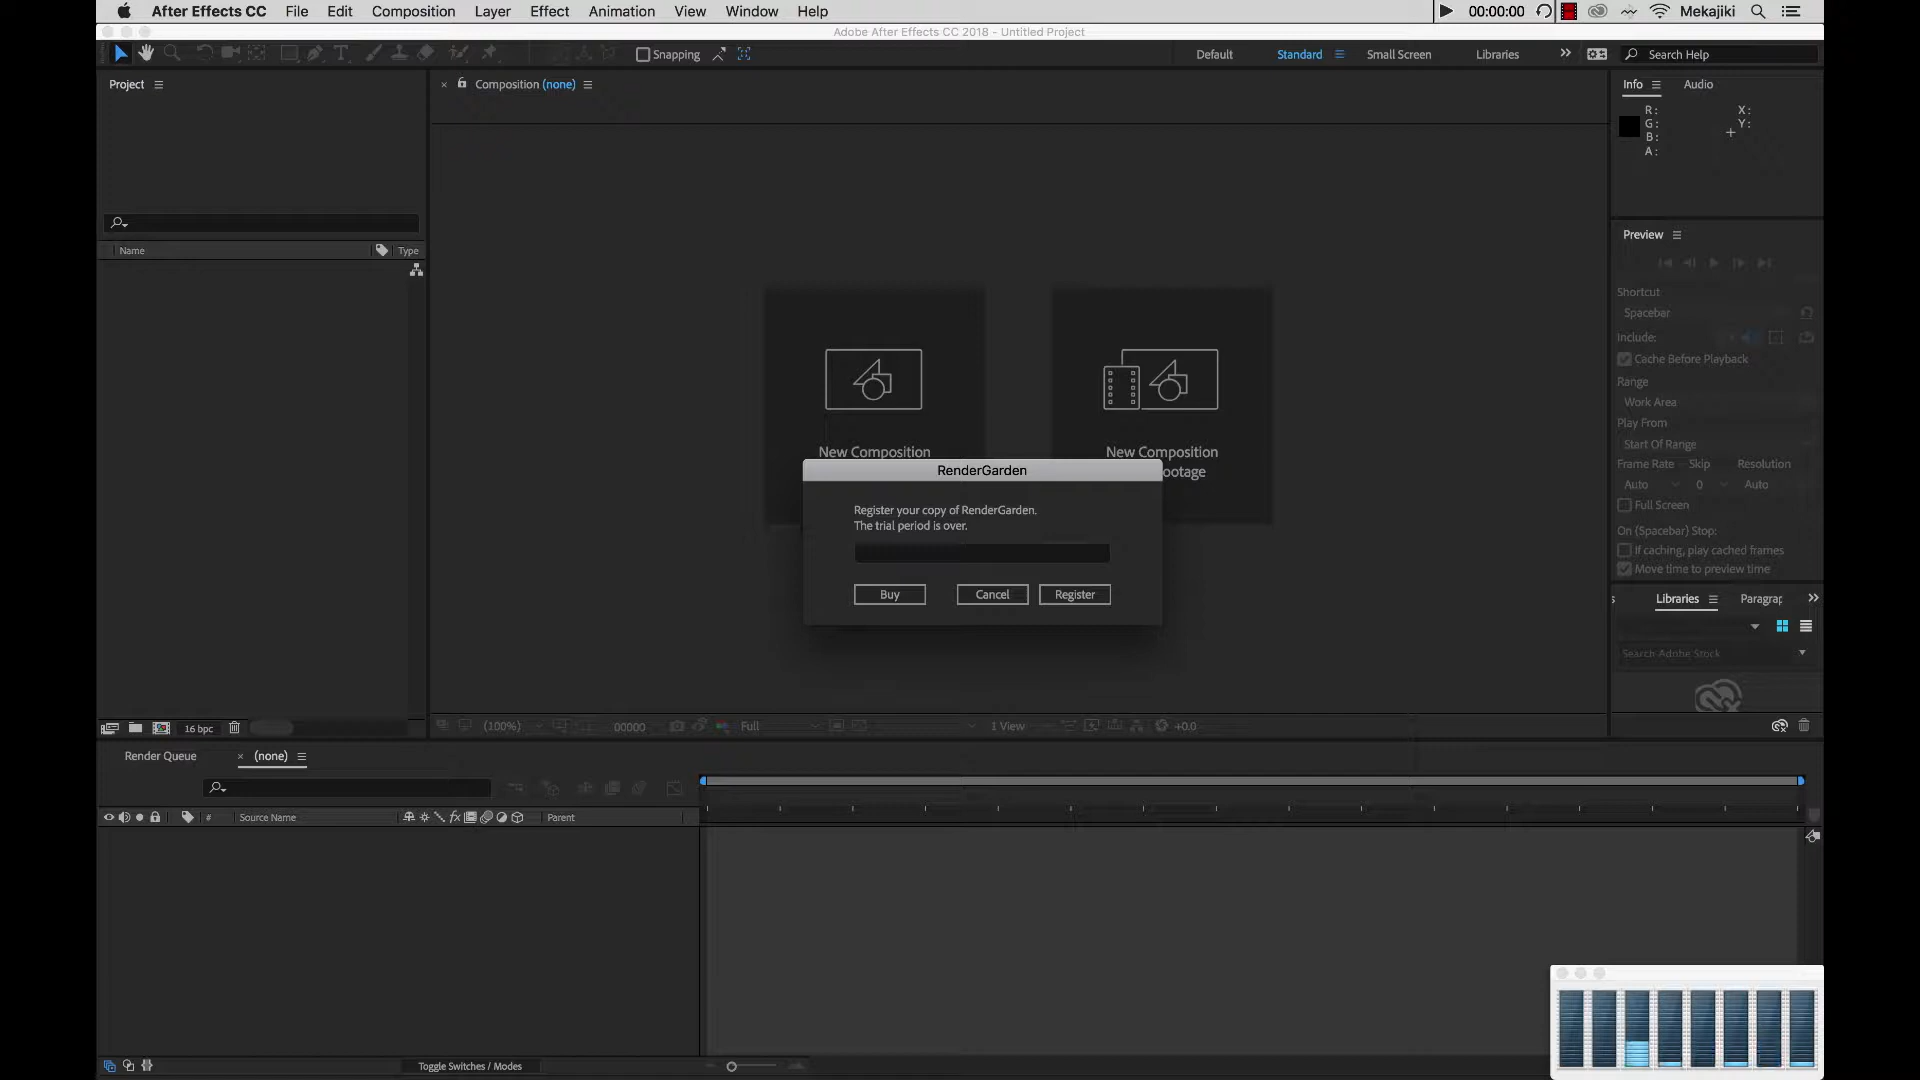 After Effects CC File Edit Composition Layer Effect Animation View Window Help 00:00:00 Mekajiki
Adobe After Effects CC 2018 - Untitled Project
Snapping Default Standard Small Screen Libraries Search Help
Project
Composition (none)
Info Audio
R: X:
G: Y:
B:
A:
Name Type
Preview
Shortcut
Spacebar
Include:
Cache Before Playback
Range
Work Area
Play From
Start Of Range
Frame Rate Skip Resolution
Auto 0 Auto
Full Screen
On (Spacebar) Stop:
If caching, play cached frames
Move time to preview time
New Composition
New Composition
ootage
RenderGarden
Register your copy of RenderGarden.
The trial period is over.
Buy Cancel Register
Libraries Paragrap
Search Adobe Stock
16 bpc
(100%) 00000 Full 1 View +0.0
Render Queue (none)
# Source Name fx Parent
Toggle Switches / Modes